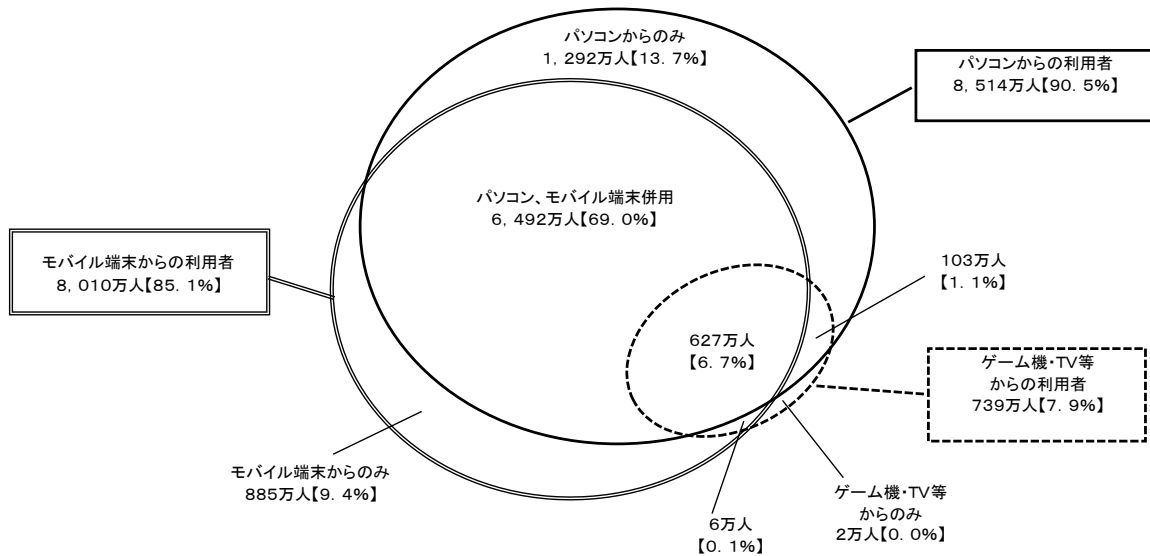 パソコンからのみ
1,292万人【13.7%】
パソコンからの利用者
8,514万人【90.5%】
パソコン、モバイル端末併用
6,492万人【69.0%】
モバイル端末からの利用者
8,010万人【85.1%】
103万人
【1.1%】
627万人
【6.7%】
ゲーム機・TV等
からの利用者
739万人【7.9%】
モバイル端末からのみ
885万人【9.4%】
ゲーム機・TV等
からのみ
2万人【0.0%】
6万人
【0.1%】